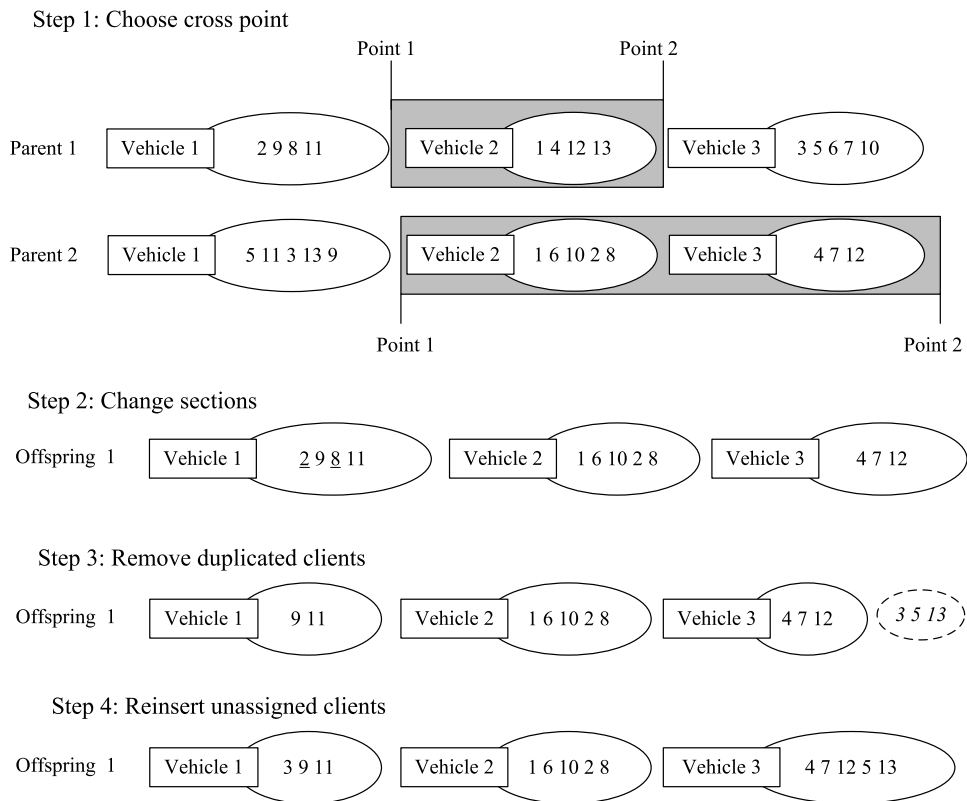 Step 1: Choose cross point
Point 1 Point 2
Parent 1 Vehicle 1 2 9 8 11 Vehicle 2 1 4 12 13 Vehicle 3 3 5 6 7 10
Parent 2 Vehicle 1 5 11 3 13 9 Vehicle 2 1 6 10 2 8 Vehicle 3 4 7 12
Point 1 Point 2
Step 2: Change sections
Offspring 1 Vehicle 1 2 9 8 11 Vehicle 2 1 6 10 2 8 Vehicle 3 4 7 12
Step 3: Remove duplicated clients
Offspring 1 Vehicle 1 9 11 Vehicle 2 1 6 10 2 8 Vehicle 3 4 7 12 3 5 13
Step 4: Reinsert unassigned clients
Offspring 1 Vehicle 1 3 9 11 Vehicle 2 1 6 10 2 8 Vehicle 3 4 7 12 5 13